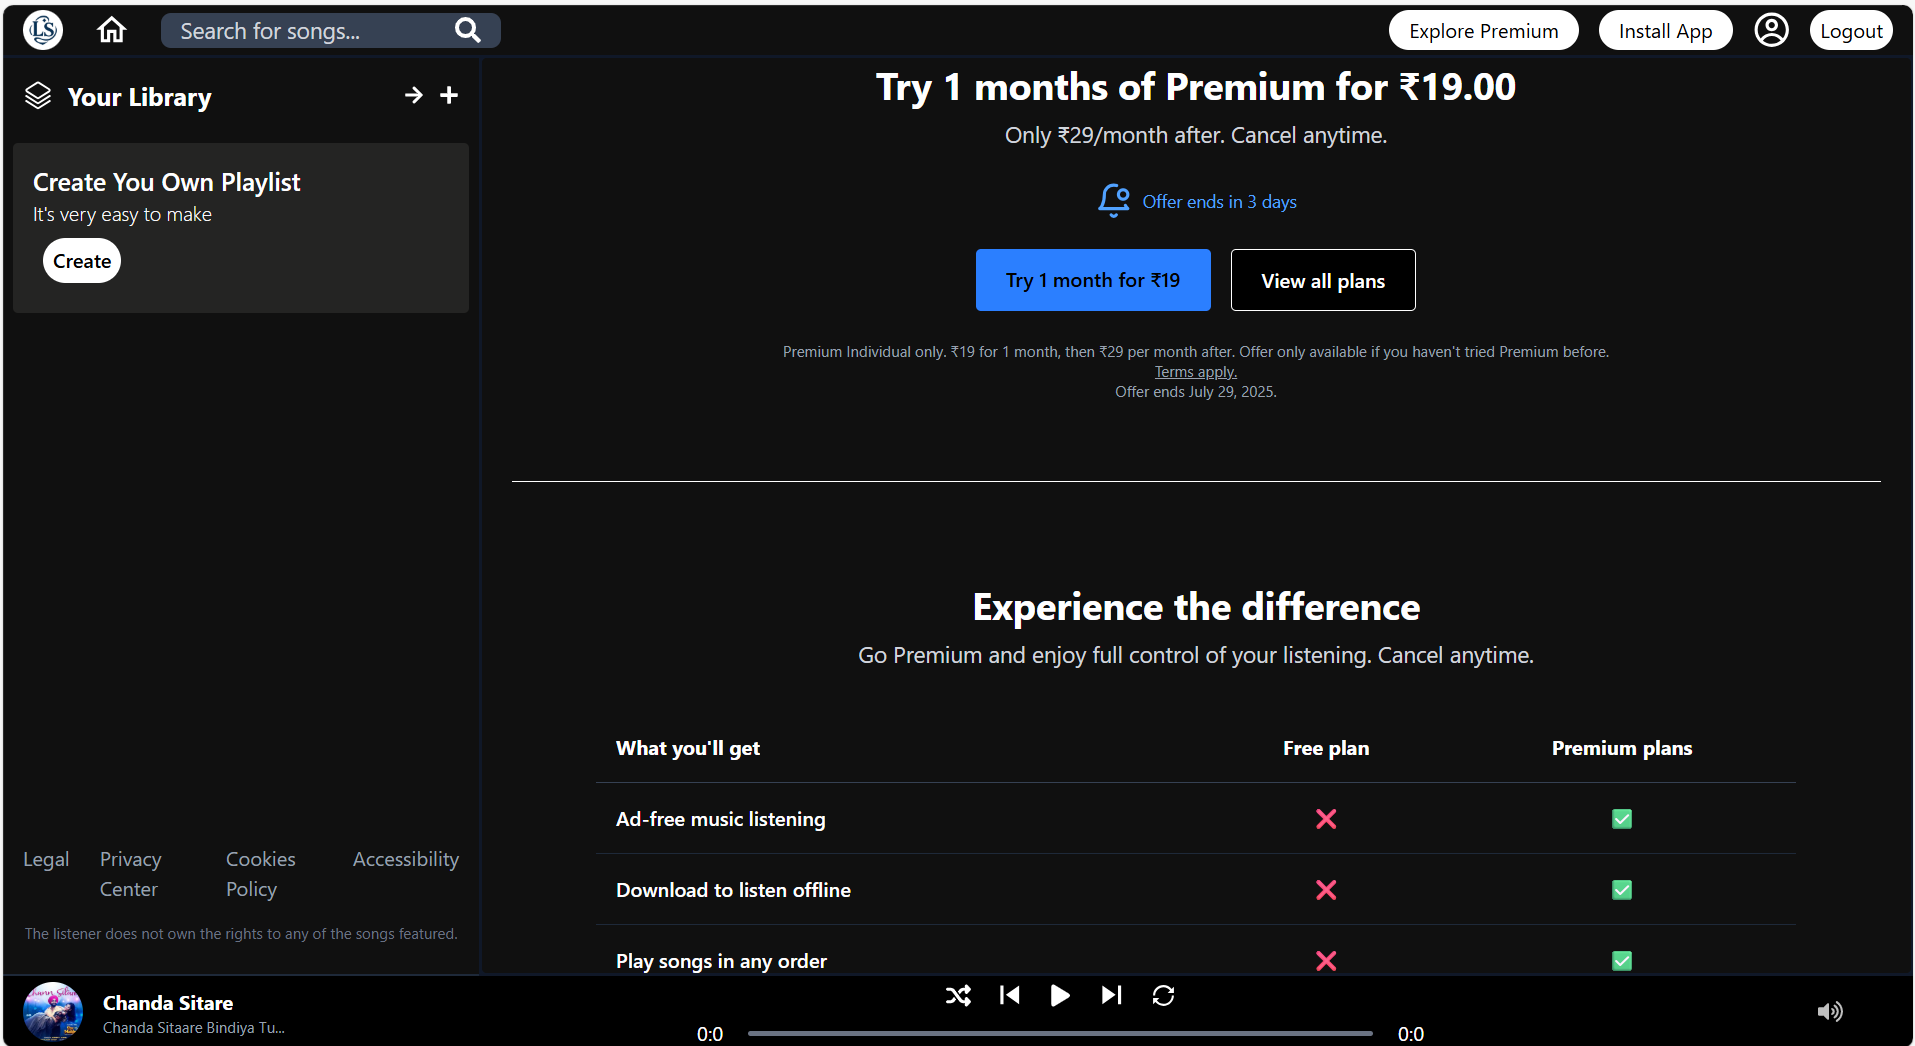 LS
Search for songs...
Explore Premium
Install App
Logout
Your Library
Create You Own Playlist
It's very easy to make
Create
Legal
Privacy Center
Cookies Policy
Accessibility
The listener does not own the rights to any of the songs featured.
Try 1 months of Premium for ₹19.00
Only ₹29/month after. Cancel anytime.
Offer ends in 3 days
Try 1 month for ₹19
View all plans
Premium Individual only. ₹19 for 1 month, then ₹29 per month after. Offer only available if you haven't tried Premium before.
Terms apply.
Offer ends July 29, 2025.
Experience the difference
Go Premium and enjoy full control of your listening. Cancel anytime.
What you'll get Free plan Premium plans
Ad-free music listening ❌ ✅
Download to listen offline ❌ ✅
Play songs in any order ❌ ✅
Chanda Sitare
Chanda Sitaare Bindiya Tu...
0:0 0:0